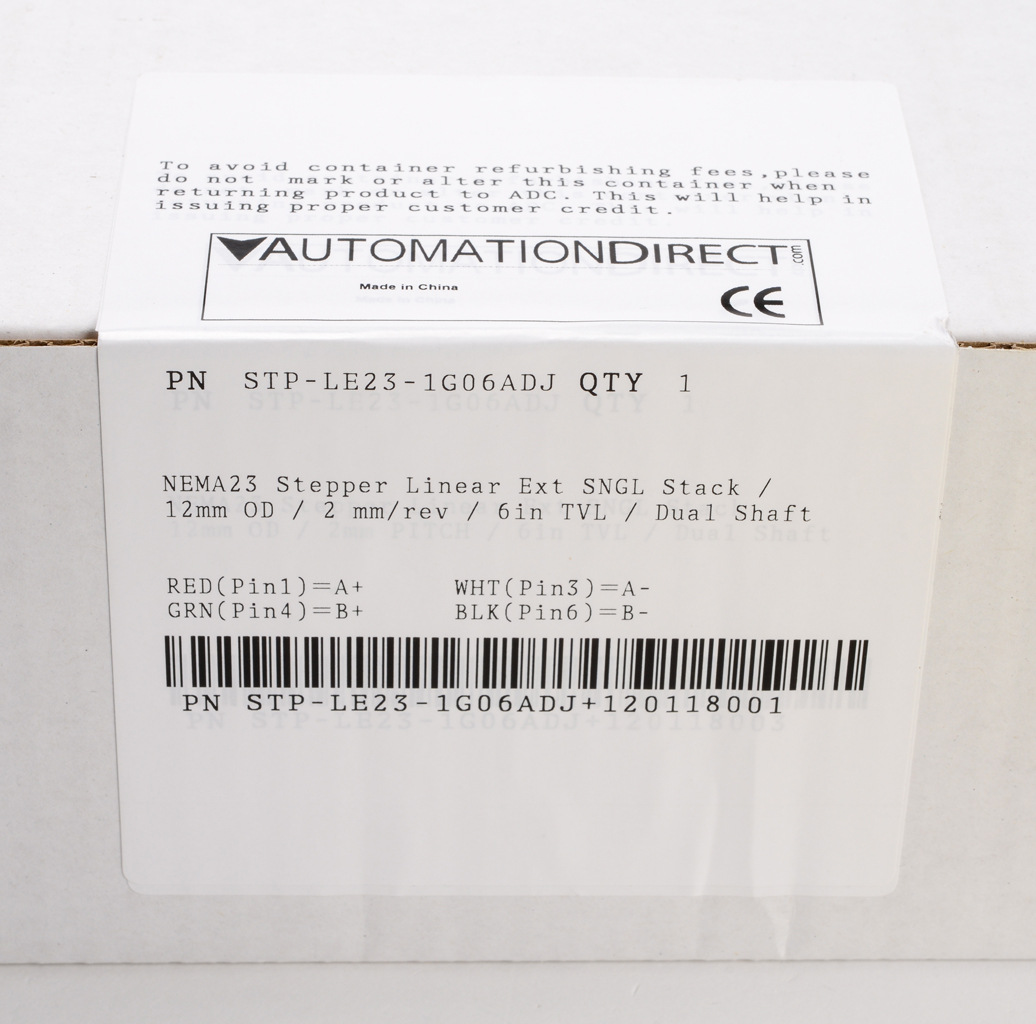 To avoid container refurbishing fees,please
do not mark or alter this container when
returning product to ADC. This will help in
issuing proper customer credit.
AUTOMATIONDIRECT.com
Made in China
CE
PN STP-LE23-1G06ADJ QTY 1
NEMA23 Stepper Linear Ext SNGL Stack /
12mm OD / 2 mm/rev / 6in TVL / Dual Shaft
RED(Pin1)=A+ WHT(Pin3)=A-
GRN(Pin4)=B+ BLK(Pin6)=B-
PN STP-LE23-1G06ADJ+120118001